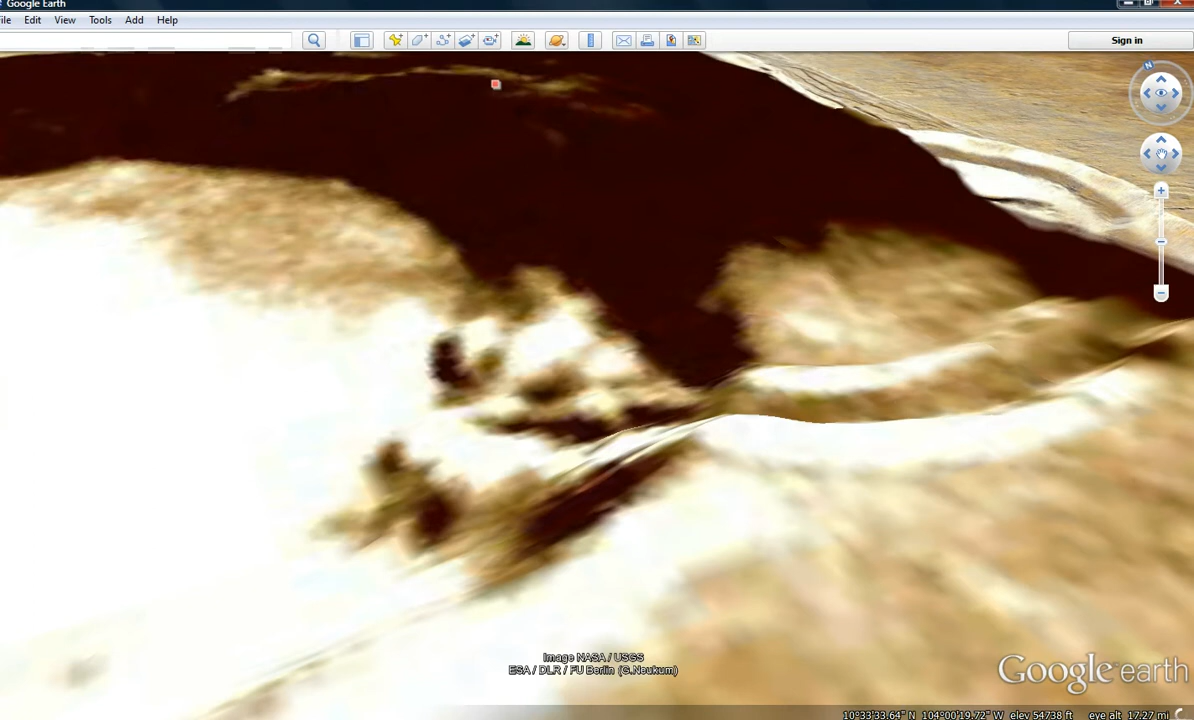 Google Earth
ile Edit View Tools Add Help
Sign in
N
Image NASA / USGS
ESA / DLR / FU Berlin (G.Neukum)
Google earth
10°33'33.64" N 104°00'19.72" W elev 54738 ft eye alt 17.27 mi